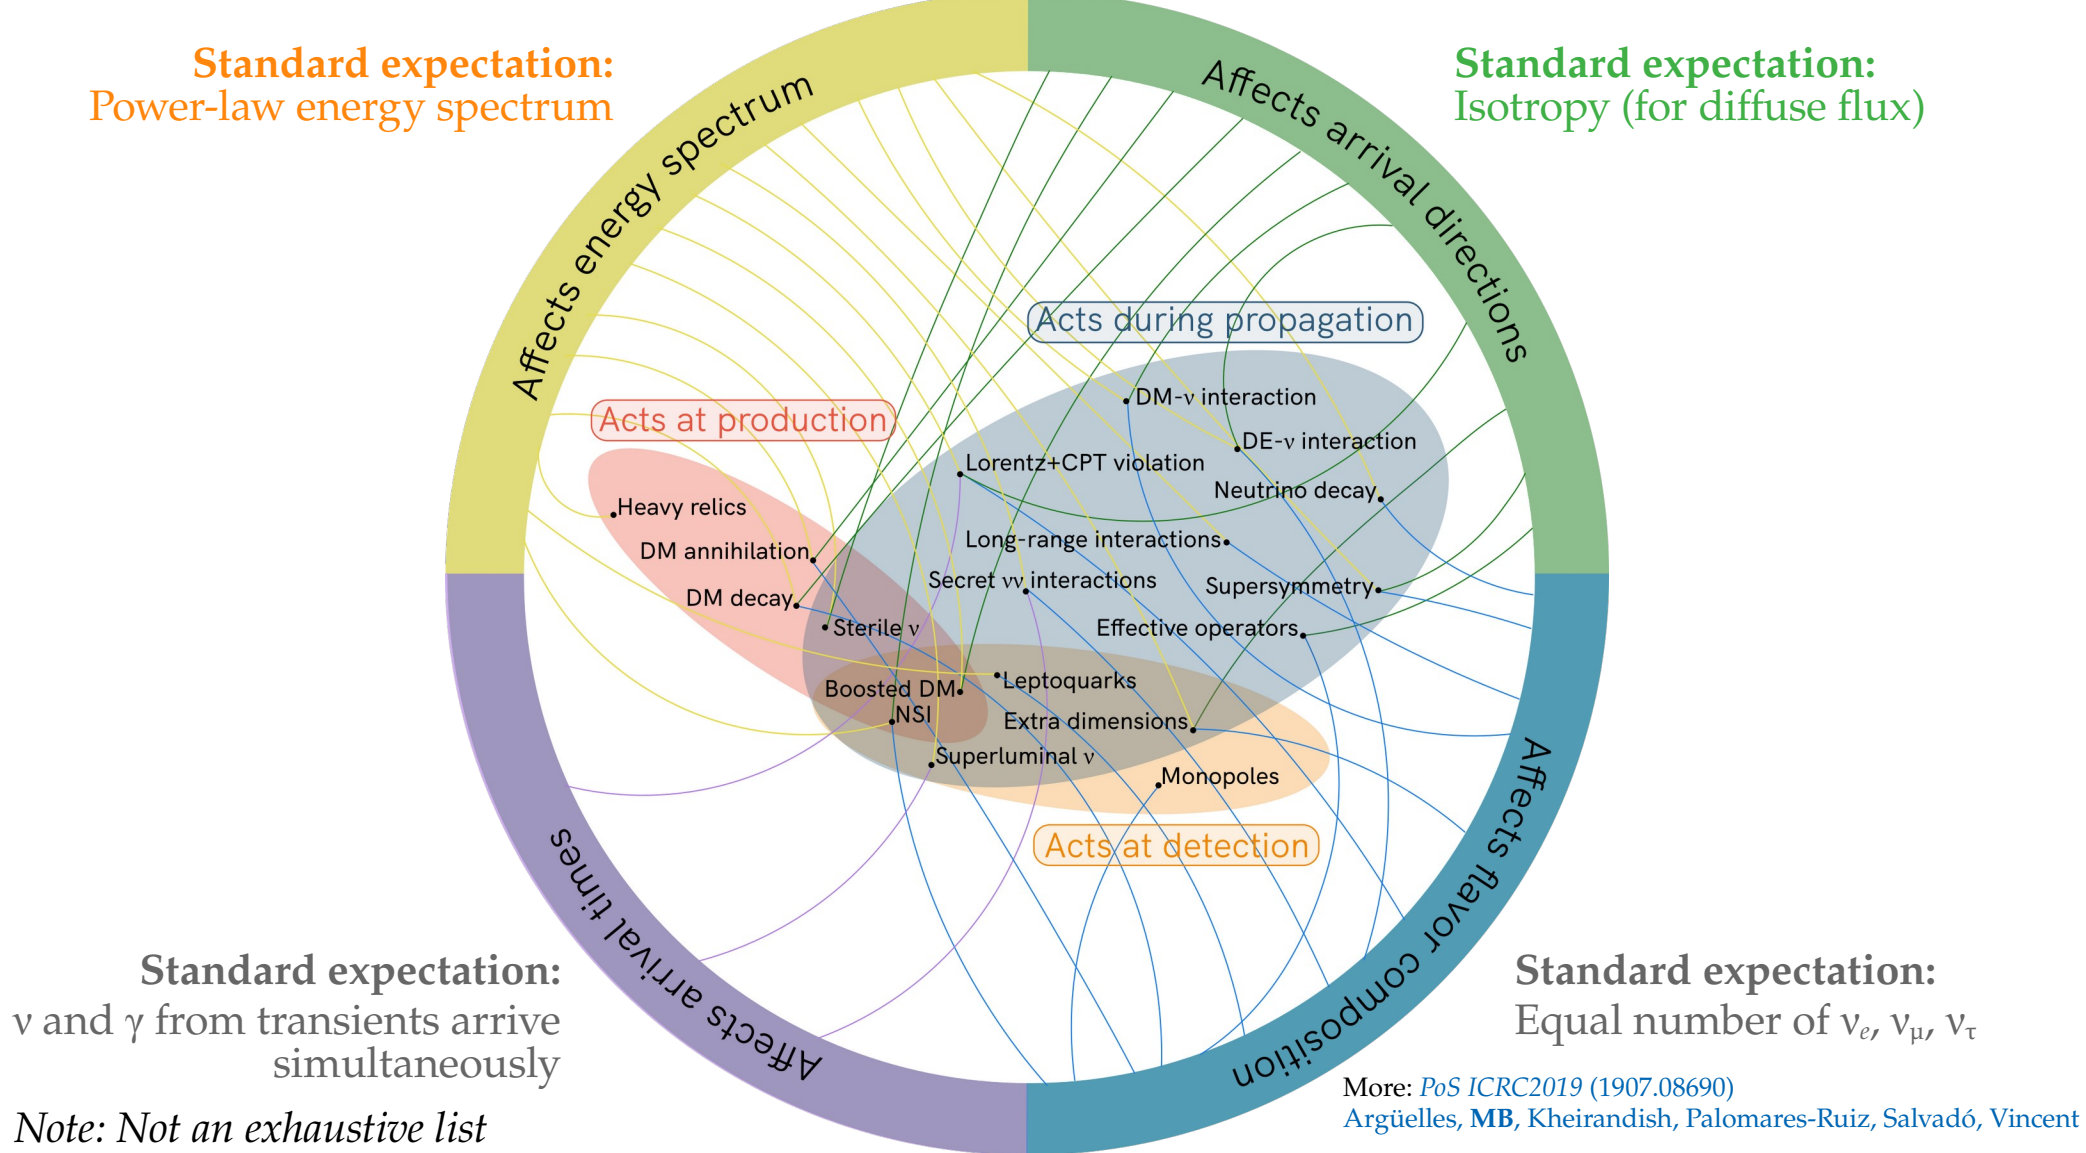 Standard expectation:
Power-law energy spectrum
Standard expectation:
Isotropy (for diffuse flux)
Affects energy spectrum
Affects arrival directions
Acts during propagation
DM-ν interaction
Acts at production
DE-ν interaction
Lorentz+CPT violation
Neutrino decay
Heavy relics
Long-range interactions
DM annihilation
Secret νν interactions
Supersymmetry
DM decay
Sterile ν
Effective operators
Leptoquarks
Boosted DM
NSI
Extra dimensions
Superluminal ν
Monopoles
Acts at detection
Affects arrival times
Affects flavor composition
Standard expectation:
ν and γ from transients arrive
simultaneously
Standard expectation:
Equal number of νe, νμ, ντ
Note: Not an exhaustive list
More: PoS ICRC2019 (1907.08690)
Argüelles, MB, Kheirandish, Palomares-Ruiz, Salvadó, Vincent